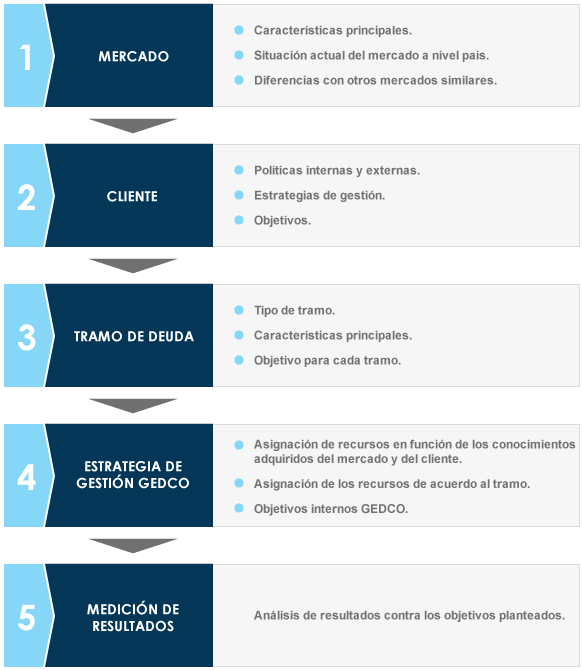 1
MERCADO
Características principales.
Situación actual del mercado a nivel país.
Diferencias con otros mercados similares.
2
CLIENTE
Políticas internas y externas.
Estrategias de gestión.
Objetivos.
3
TRAMO DE DEUDA
Tipo de tramo.
Características principales.
Objetivo para cada tramo.
4
ESTRATEGIA DE
GESTIÓN GEDCO
Asignación de recursos en función de los conocimientos
adquiridos del mercado y del cliente.
Asignación de los recursos de acuerdo al tramo.
Objetivos internos GEDCO.
5
MEDICIÓN DE
RESULTADOS
Análisis de resultados contra los objetivos planteados.